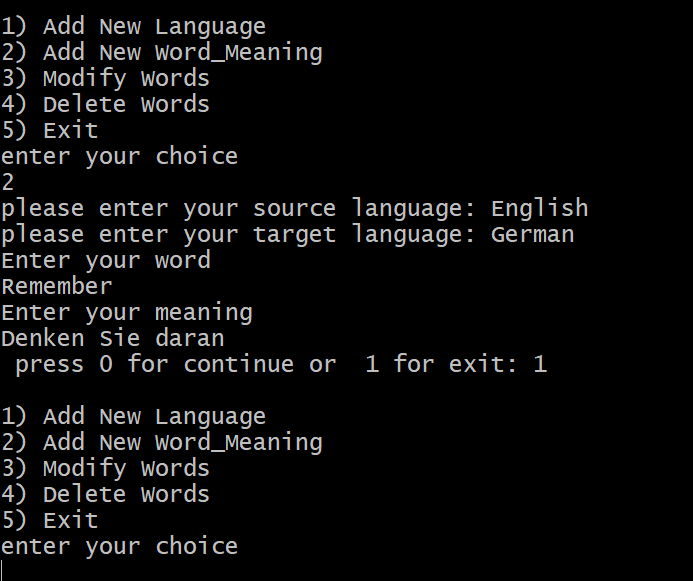 1) Add New Language
2) Add New Word_Meaning
3) Modify Words
4) Delete Words
5) Exit
enter your choice
2
please enter your source language: English
please enter your target language: German
Enter your word
Remember
Enter your meaning
Denken Sie daran
 press 0 for continue or  1 for exit: 1

1) Add New Language
2) Add New Word_Meaning
3) Modify Words
4) Delete Words
5) Exit
enter your choice